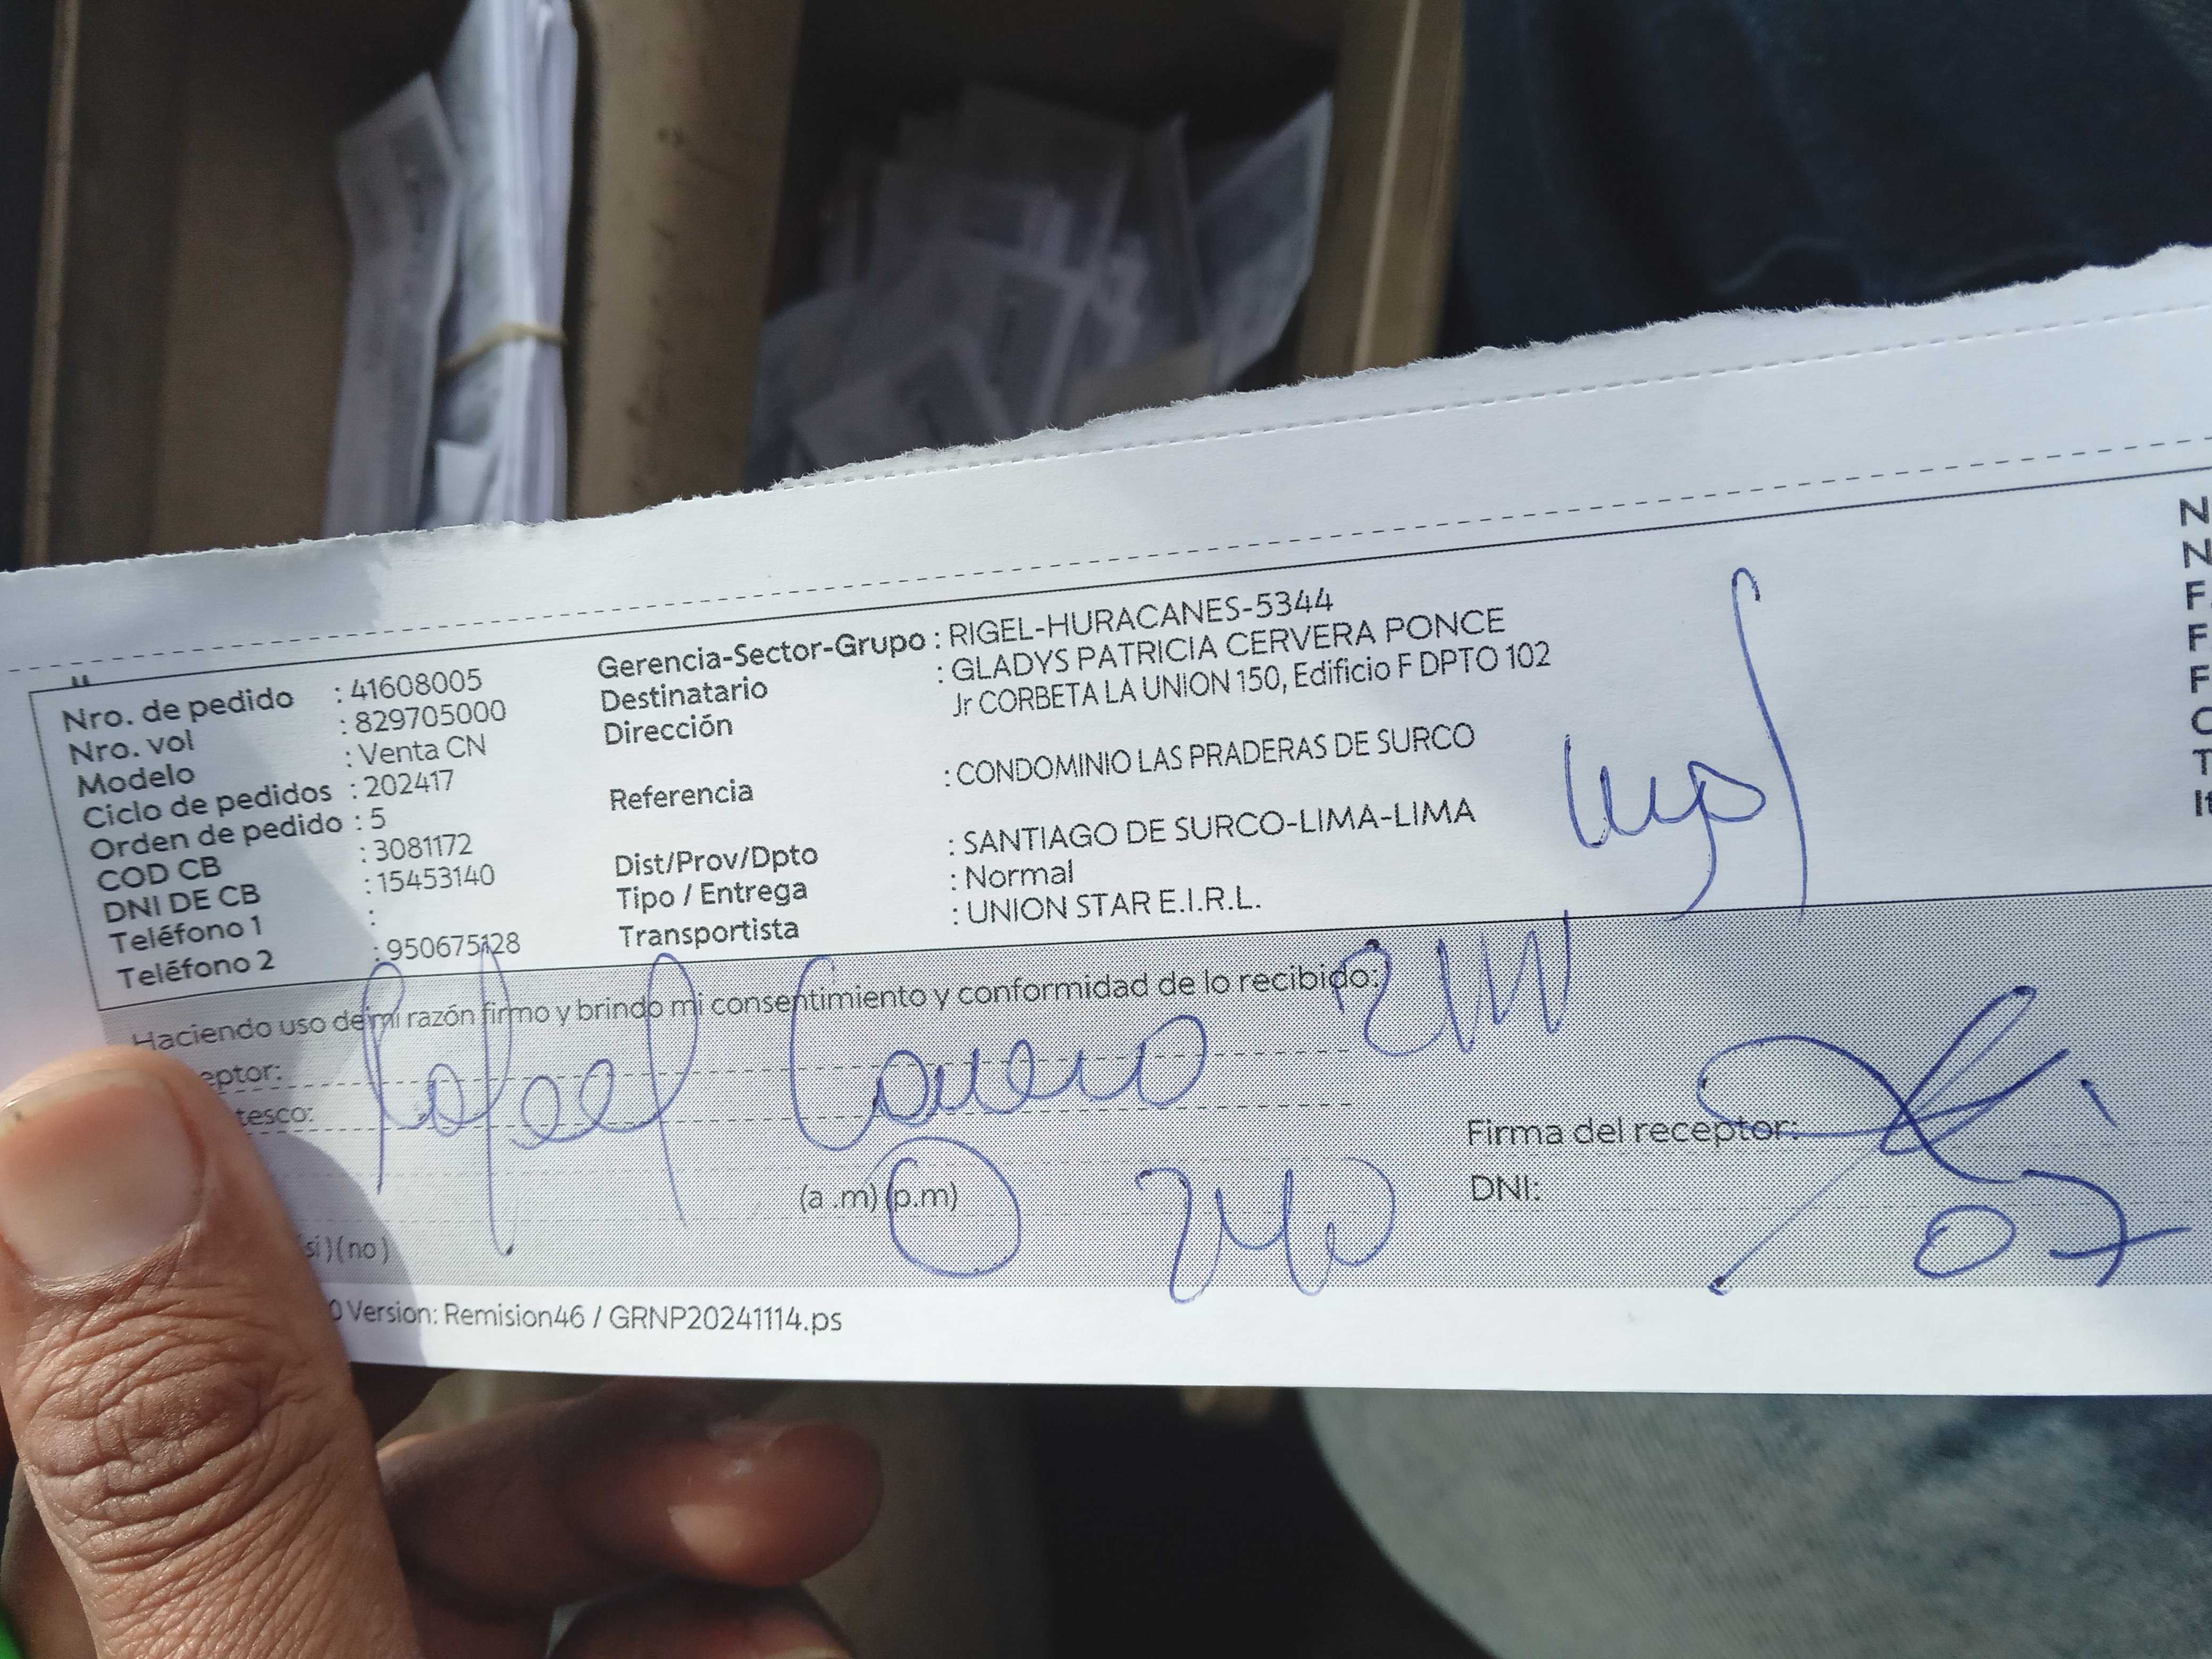 Nro. de pedido : 41608005
Nro. vol : 829705000
Modelo : Venta CN
Ciclo de pedidos : 202417
Orden de pedido : 5
COD CB : 3081172
DNI DE CB : 15453140
Teléfono 1 :
Teléfono 2 : 950675128
Gerencia-Sector-Grupo : RIGEL-HURACANES-5344
Destinatario : GLADYS PATRICIA CERVERA PONCE
Dirección Jr CORBETA LA UNION 150, Edificio F DPTO 102
Referencia : CONDOMINIO LAS PRADERAS DE SURCO
Dist/Prov/Dpto : SANTIAGO DE SURCO-LIMA-LIMA
Tipo / Entrega : Normal
Transportista : UNION STAR E.I.R.L.
Haciendo uso de mi razón firmo y brindo mi consentimiento y conformidad de lo recibido:
eptor: Rafael
tesco:
Firma del receptor:
(a .m) (p.m)
DNI: 07
si ) ( no )
0 Version: Remision46 / GRNP20241114.ps
N
N
F
F
F
C
T